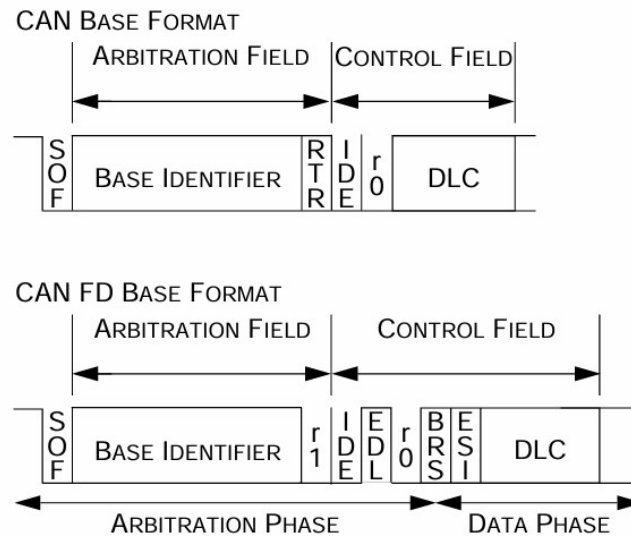 CAN BASE FORMAT
ARBITRATION FIELD CONTROL FIELD
SOF BASE IDENTIFIER RTR IDE r0 DLC
CAN FD BASE FORMAT
ARBITRATION FIELD CONTROL FIELD
SOF BASE IDENTIFIER r1 IDE EDL r0 BRS ESI DLC
ARBITRATION PHASE DATA PHASE